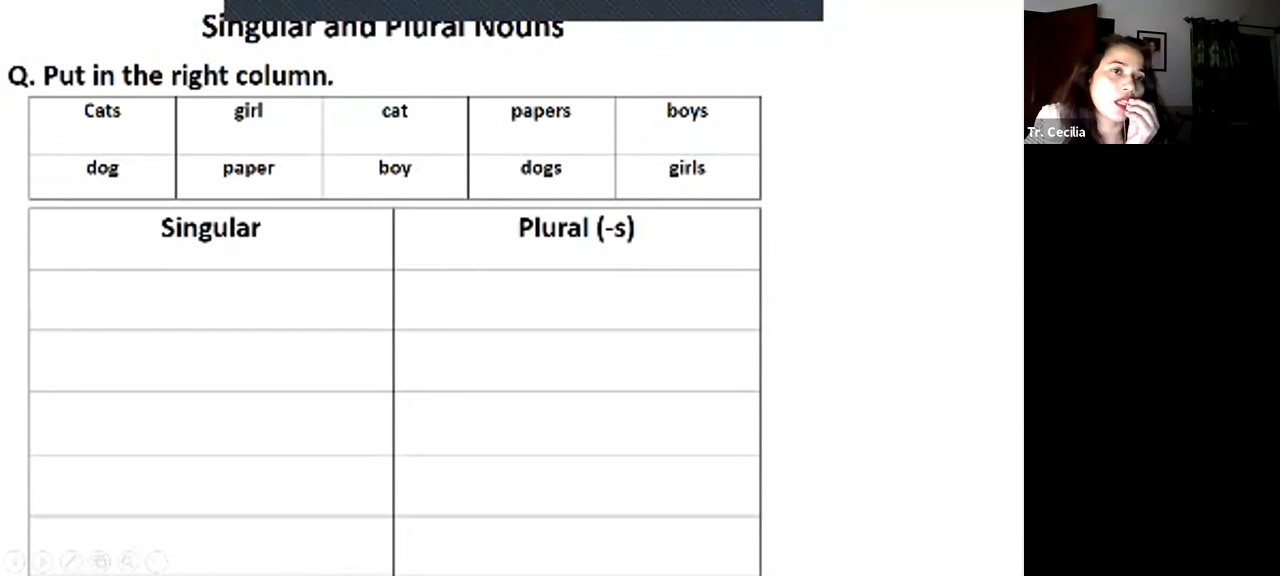 Singular and Plural Nouns
Q. Put in the right column.
Cats girl cat papers boys
dog paper boy dogs girls
Singular Plural (-s)
Tr. Cecilia